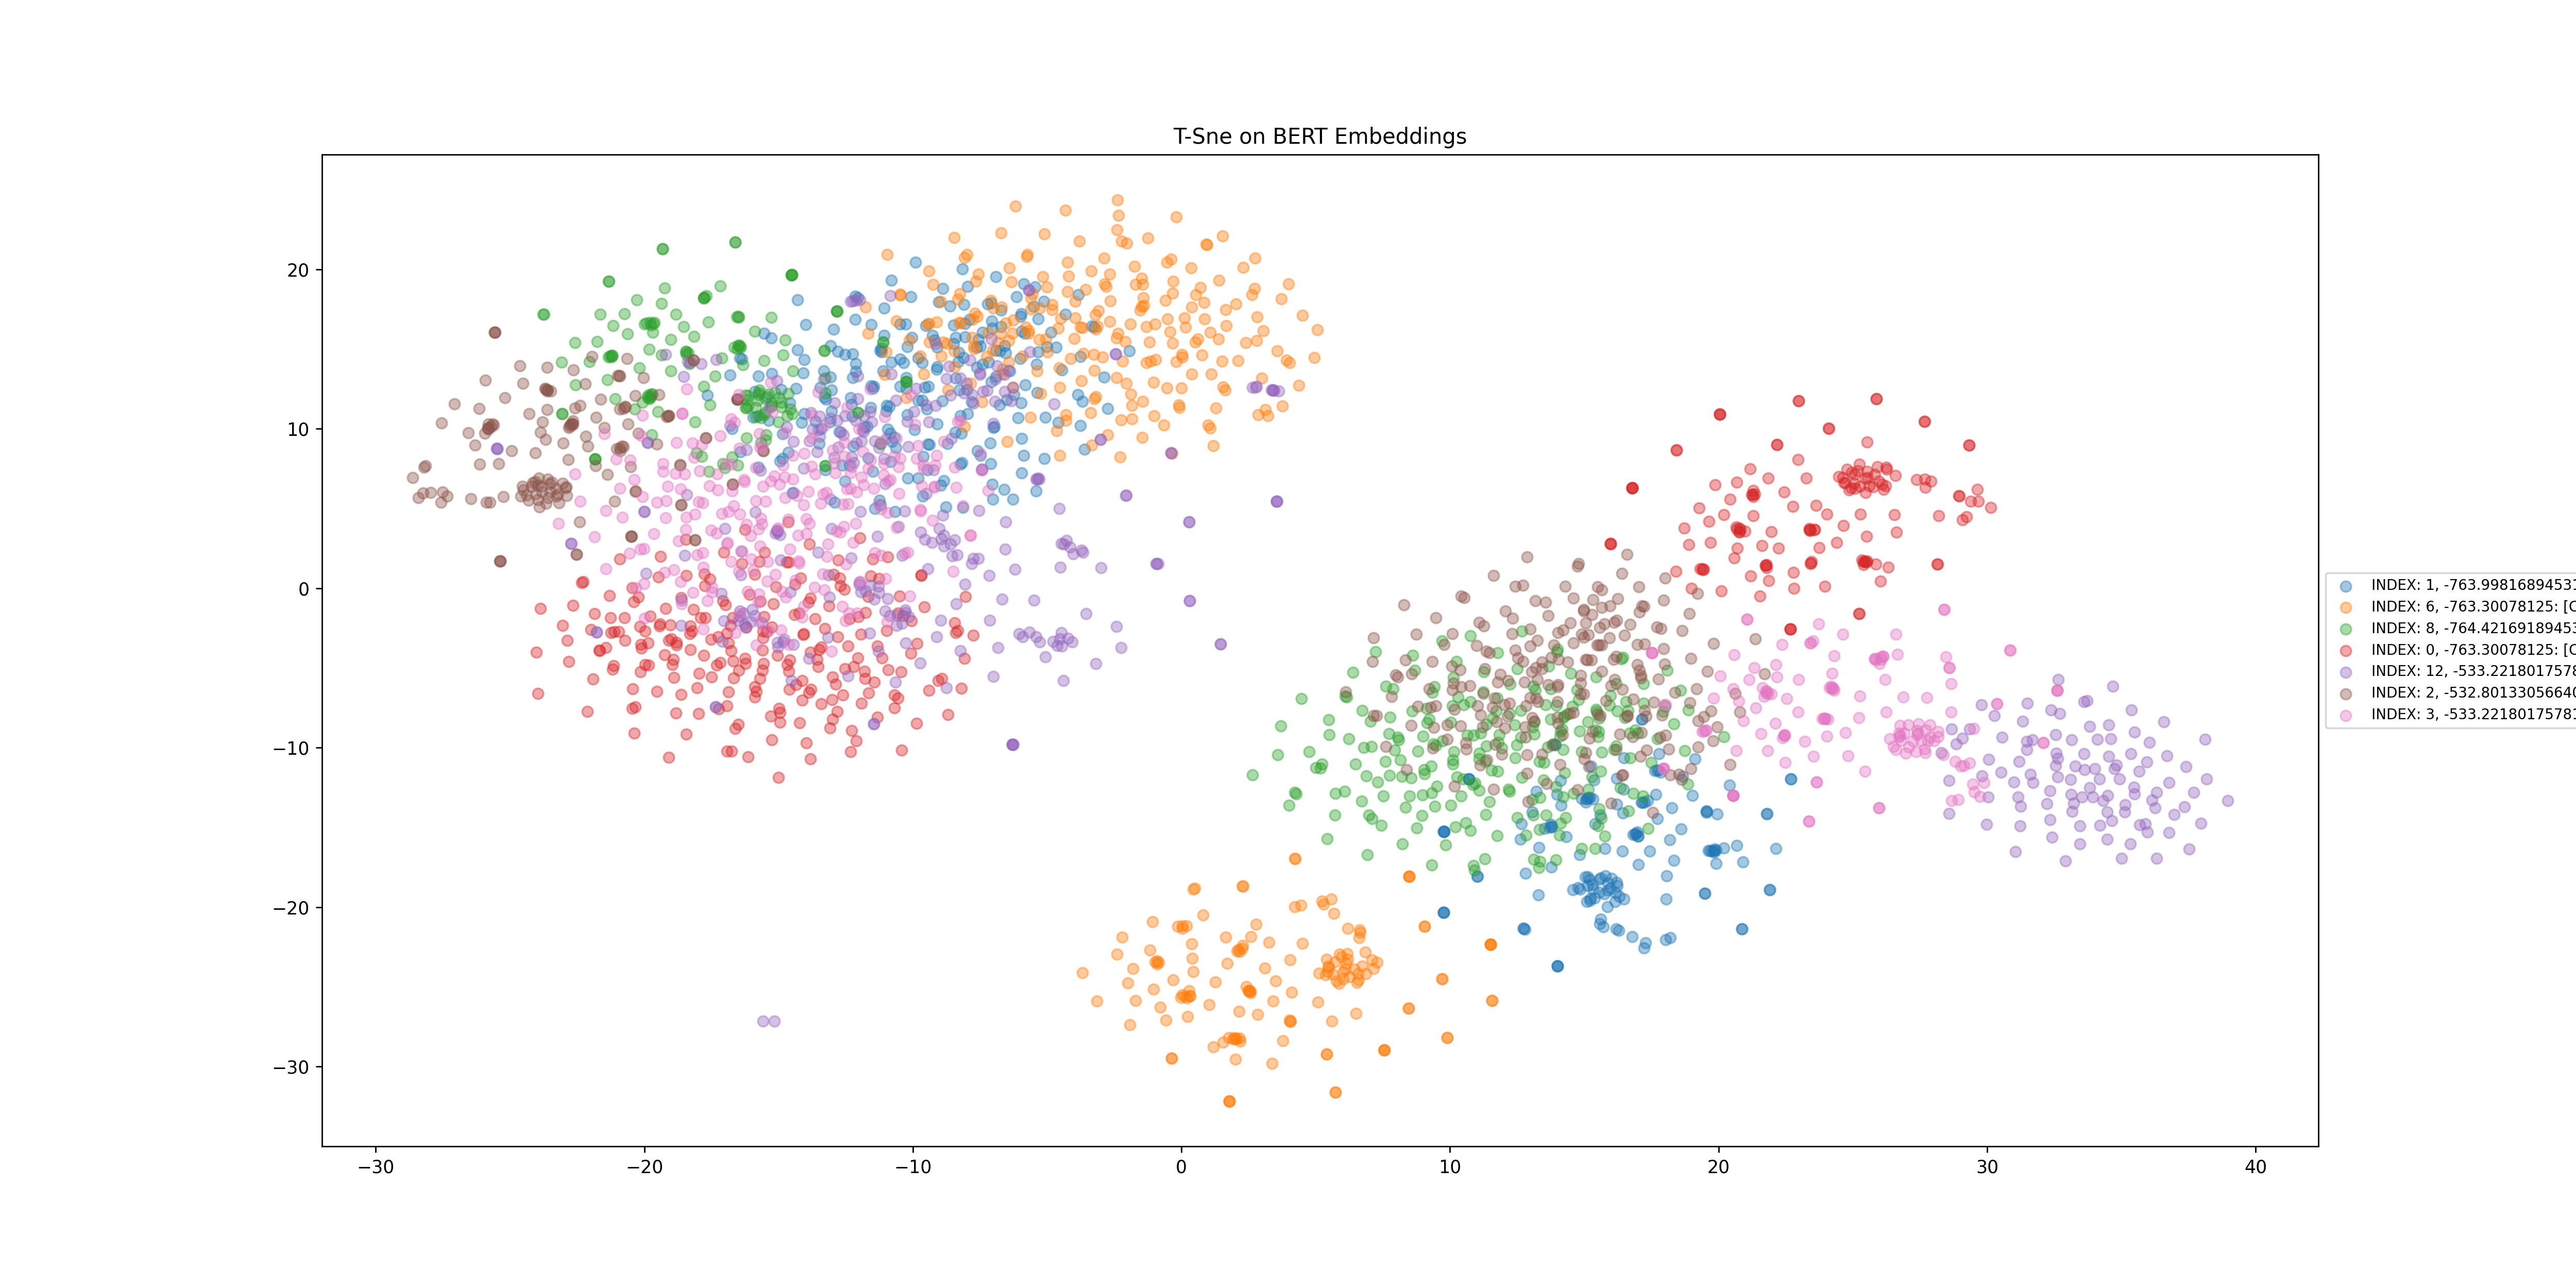 T-Sne on BERT Embeddings
20
10
0
−10
−20
−30
−30
−20
−10
0
10
20
30
40
INDEX: 1, -763.99816894531
INDEX: 6, -763.30078125: [C
INDEX: 8, -764.42169189453
INDEX: 0, -763.30078125: [C
INDEX: 12, -533.2218017578
INDEX: 2, -532.80133056640
INDEX: 3, -533.22180175781